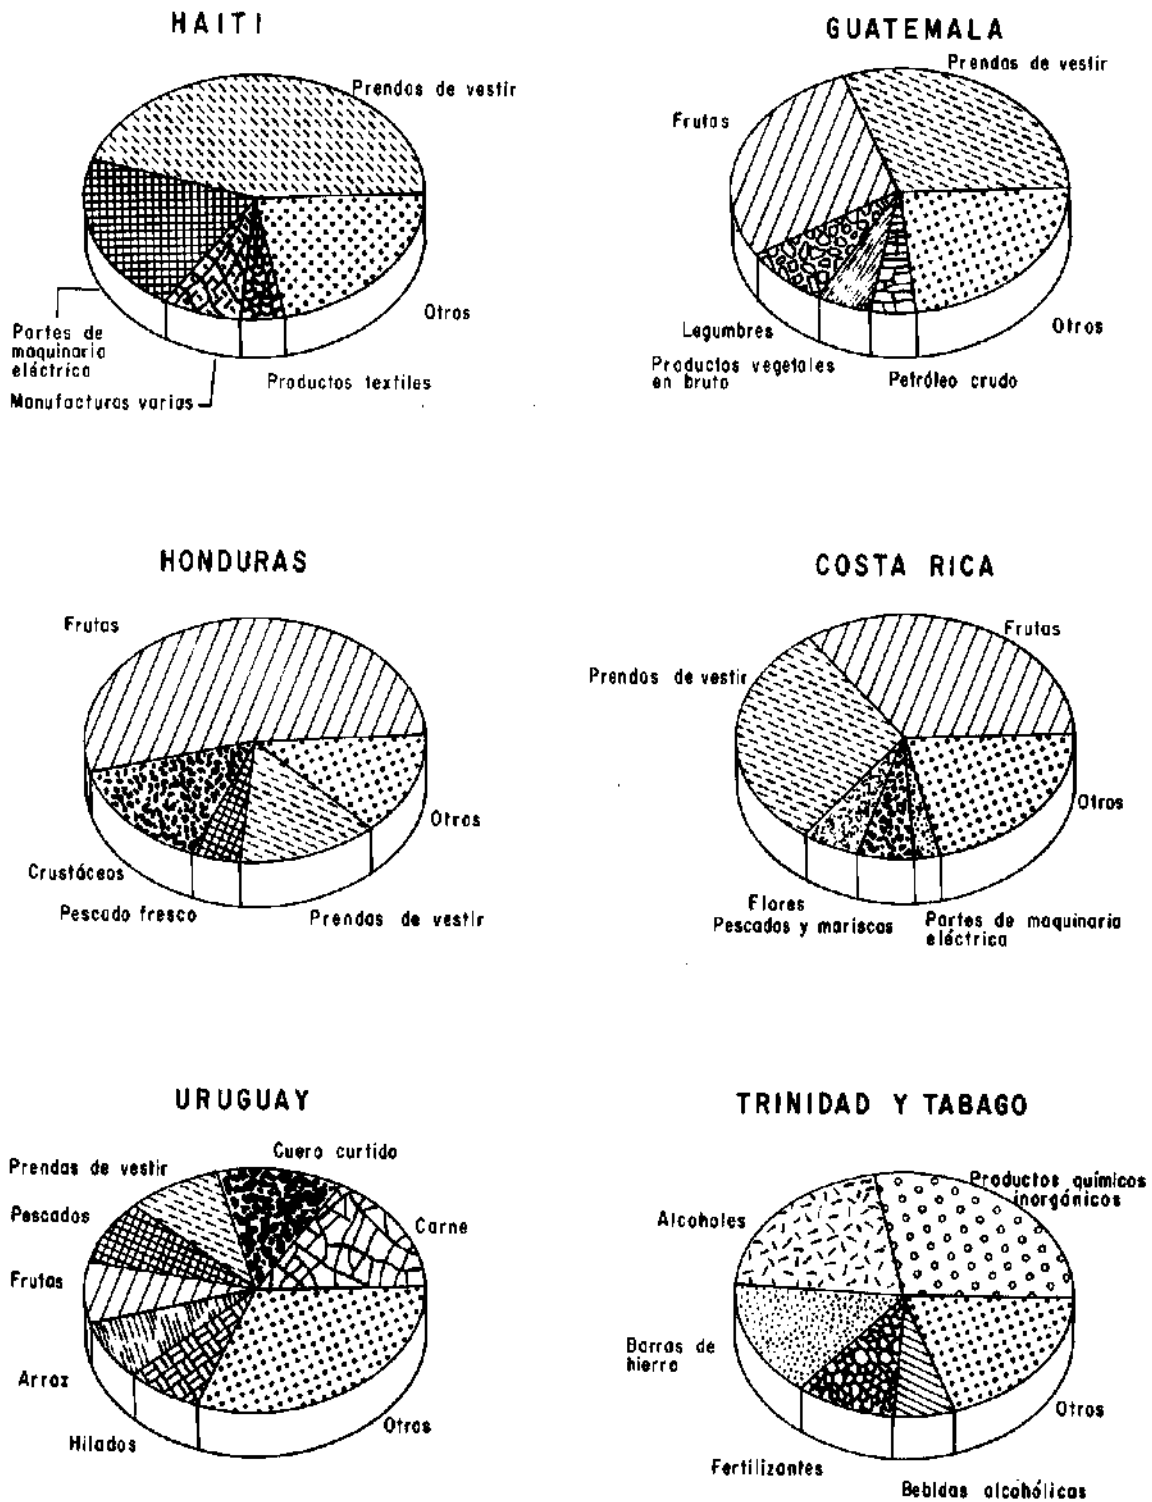 HAITI
Prendas de vestir
Otros
Partes de
maquinaria
eléctrica
Productos textiles
Manufacturas varias
GUATEMALA
Prendas de vestir
Frutas
Otros
Legumbres
Productos vegetales
en bruto
Petróleo crudo
HONDURAS
Frutas
Otros
Crustáceos
Pescado fresco
Prendas de vestir
COSTA RICA
Frutas
Prendas de vestir
Otros
Flores
Pescados y mariscos
Partes de maquinaria
eléctrica
URUGUAY
Cuero curtido
Prendas de vestir
Pescados
Carne
Frutas
Arroz
Otros
Hilados
TRINIDAD Y TABAGO
Productos químicos
inorgánicos
Alcoholes
Barras de
hierro
Otros
Fertilizantes
Bebidas alcohólicas